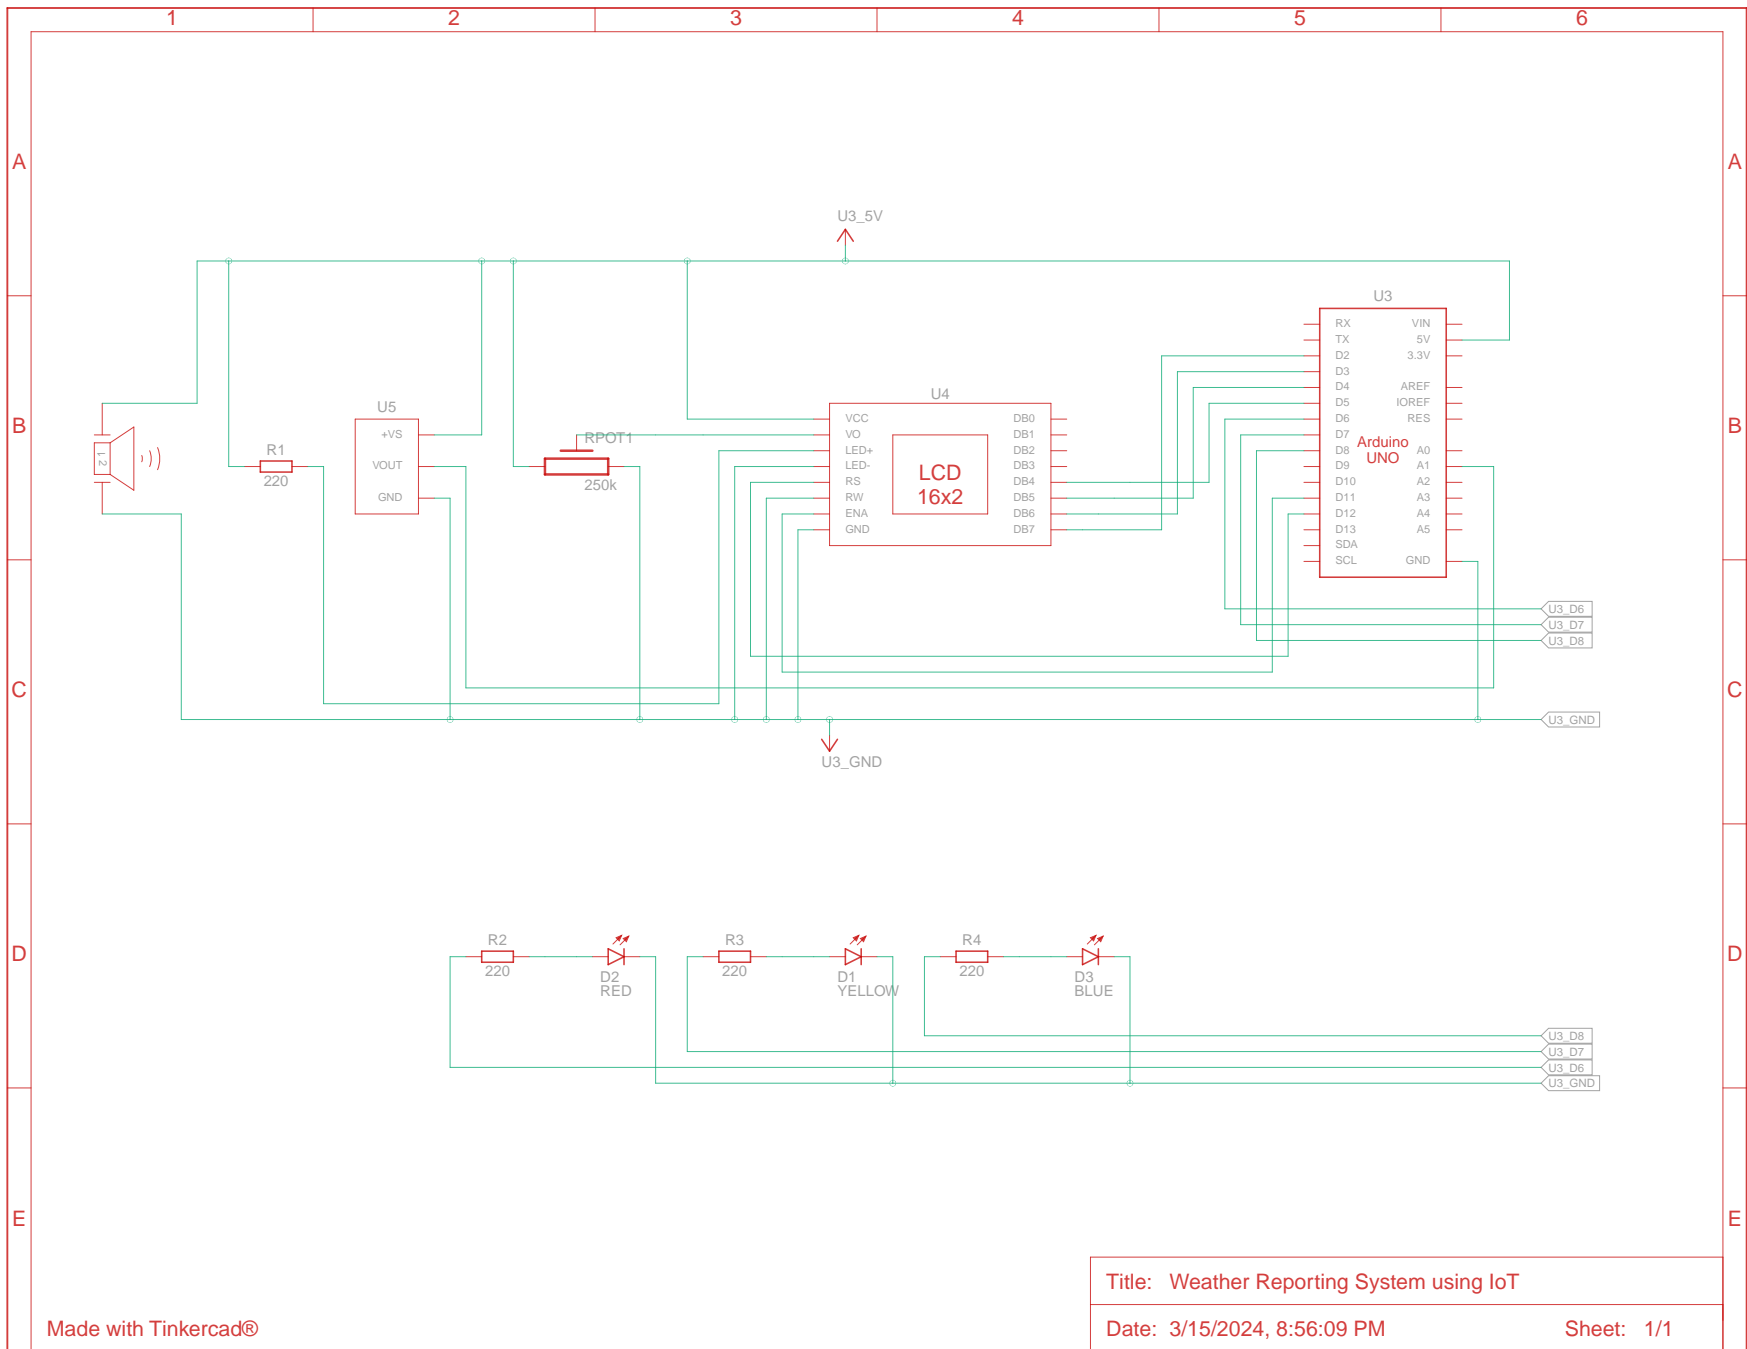 1 2 3 4 5 6
A A
U3_5V
B B
1 2
R1
220
U5
+VS
VOUT
GND
RPOT1
250k
U4
VCC DB0
VO DB1
LED+ DB2
LED- DB3
RS DB4
RW DB5
ENA DB6
GND DB7
LCD
16x2
U3
RX VIN
TX 5V
D2 3.3V
D3
D4 AREF
D5 IOREF
D6 RES
D7
D8 A0
D9 A1
D10 A2
D11 A3
D12 A4
D13 A5
SDA
SCL GND
Arduino
UNO
U3_D6
U3_D7
U3_D8
C C
U3_GND
U3_GND
D D
R2
220
D2
RED
R3
220
D1
YELLOW
R4
220
D3
BLUE
U3_D8
U3_D7
U3_D6
U3_GND
E E
Title: Weather Reporting System using IoT
Made with Tinkercad®
Date: 3/15/2024, 8:56:09 PM Sheet: 1/1